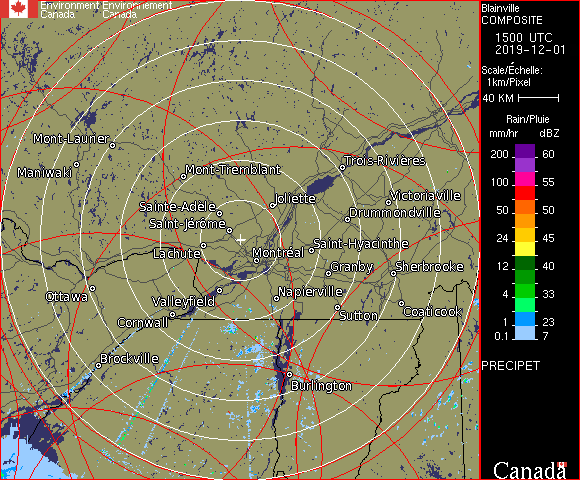 Environment Environnement
Canada Canada
Blainville
COMPOSITE
1500 UTC
2019-12-01
Scale/Échelle:
1km/Pixel
40 KM
Rain/Pluie
mm/hr dBZ
200 60
100 55
50 50
24 45
12 40
4 33
1 23
0.1 7
PRECIPET
Canada
Mont-Laurier
Maniwaki
Mont-Tremblant
Trois-Rivières
Joliette
Victoriaville
Sainte-Adèle
Drummondville
Saint-Jérôme
Saint-Hyacinthe
Lachute
Montréal
Granby
Sherbrooke
Ottawa
Valleyfield
Napierville
Cornwall
Sutton
Coaticook
Brockville
Burlington